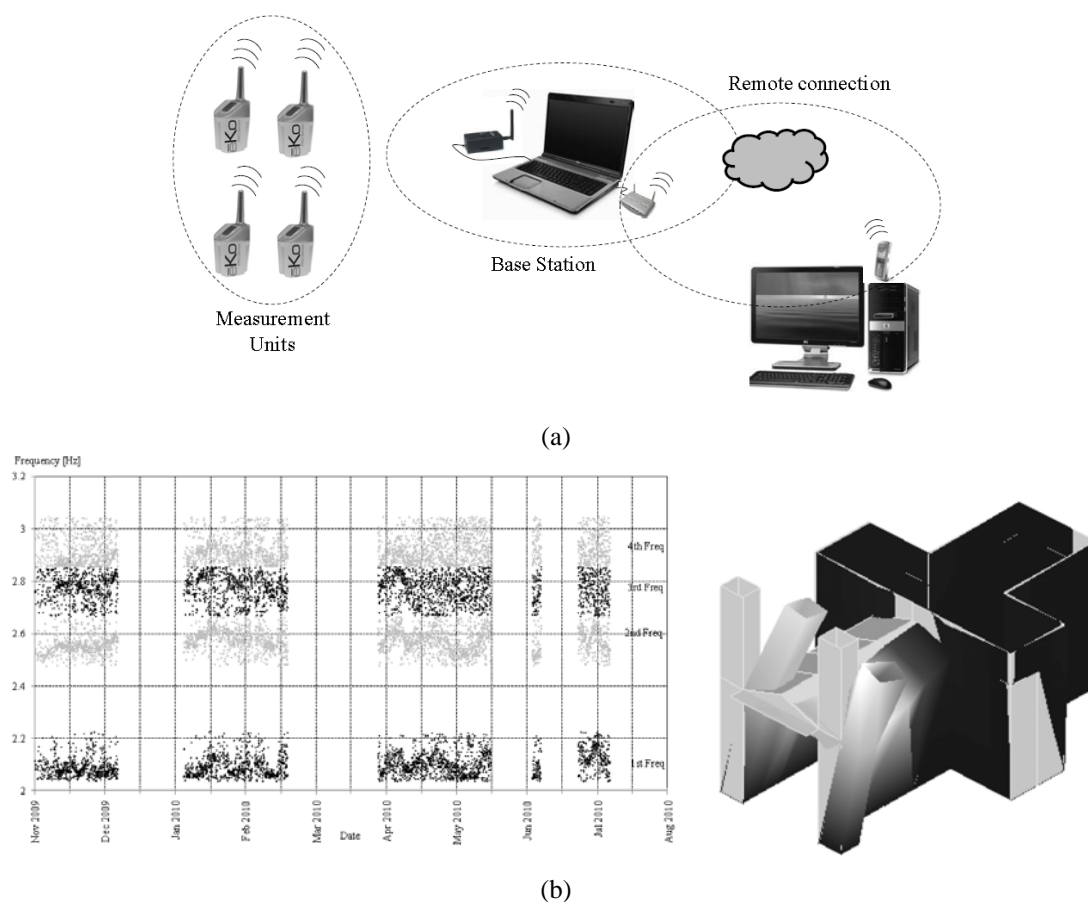 Remote connection
Base Station
Measurement
Units
(a)
Frequency [Hz]
3.2
3
2.8
2.6
2.4
2.2
2
4th Freq
3rd Freq
2nd Freq
1st Freq
Nov 2009
Dec 2009
Jan 2010
Feb 2010
Mar 2010
Apr 2010
May 2010
Jun 2010
Jul 2010
Aug 2010
Date
(b)